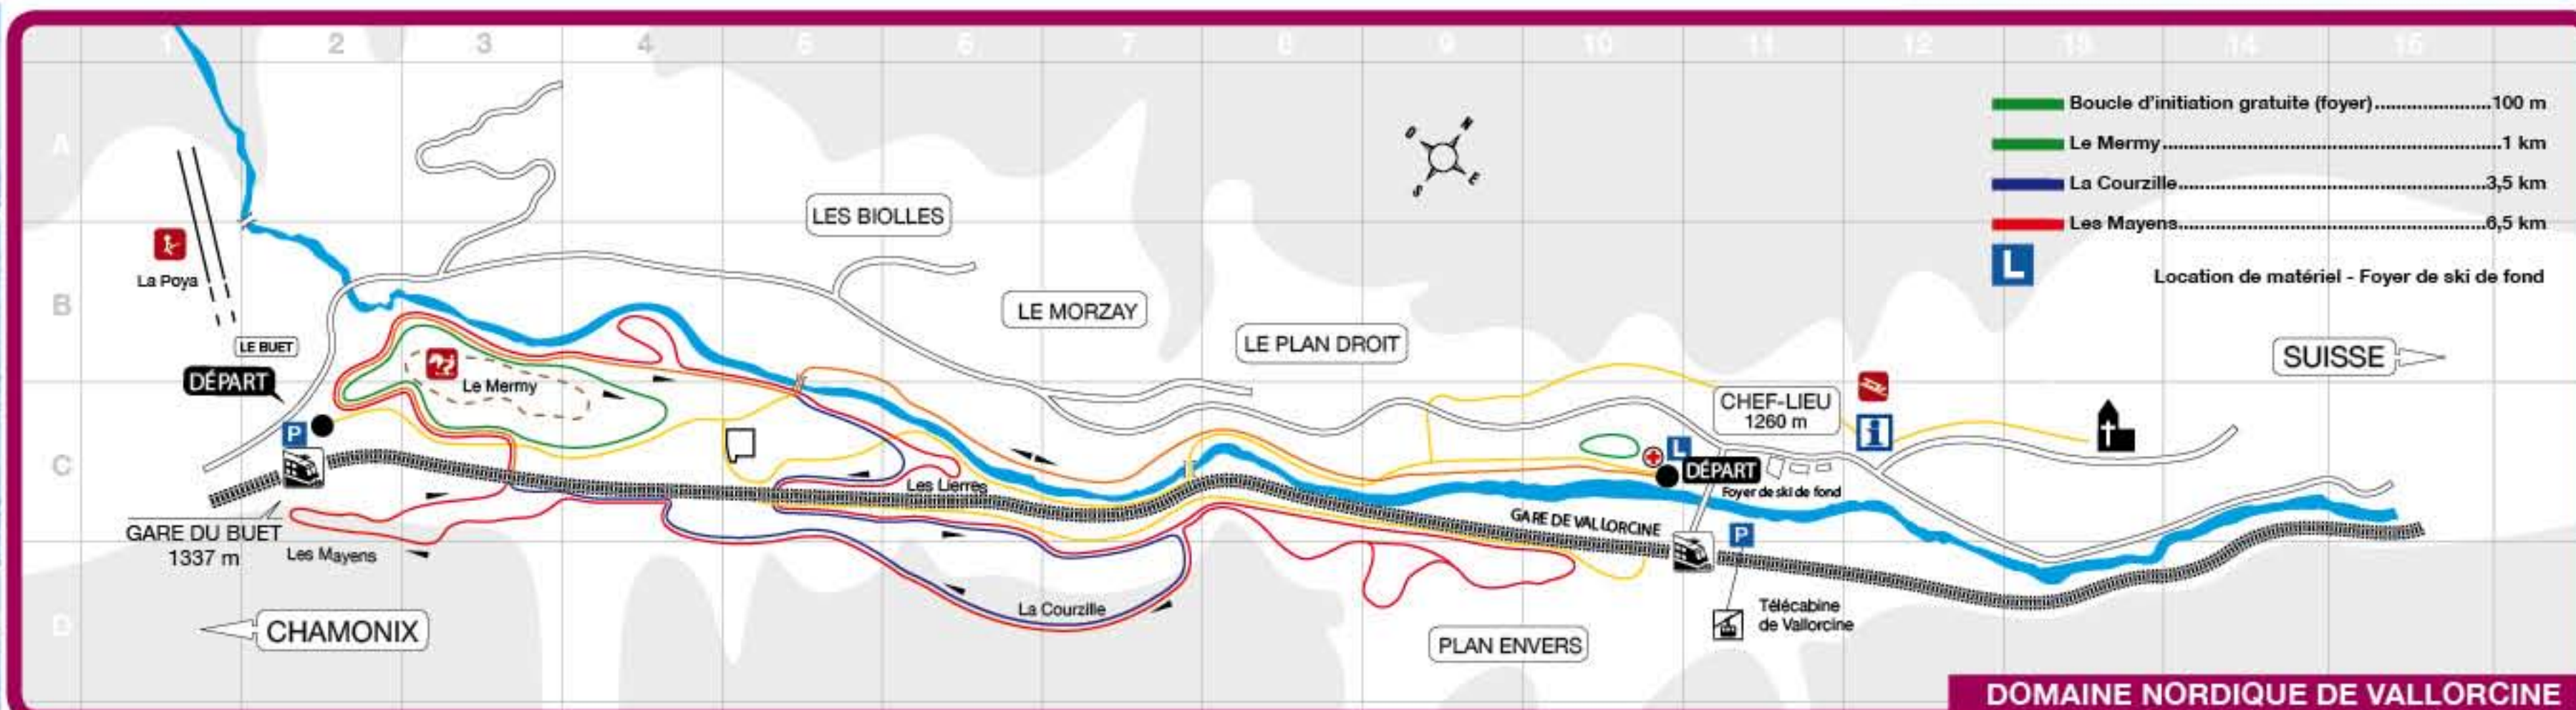 1 2 3 4 5 6 7 8 9 10 11 12 13 14 15
A
B
C
D
Boucle d'initiation gratuite (foyer).......................100 m
Le Mermy...................................................................1 km
La Courzille.............................................................3,5 km
Les Mayens.............................................................6,5 km
L
Location de matériel - Foyer de ski de fond
N
O
E
S
LES BIOLLES
La Poya
LE MORZAY
LE BUET
LE PLAN DROIT
SUISSE
DÉPART
Le Mermy
CHEF-LIEU
1260 m
P
i
L
DÉPART
Les Lierres
Foyer de ski de fond
GARE DE VALLORCINE
P
GARE DU BUET
1337 m
Les Mayens
La Courzille
Télécabine
de Vallorcine
CHAMONIX
PLAN ENVERS
DOMAINE NORDIQUE DE VALLORCINE